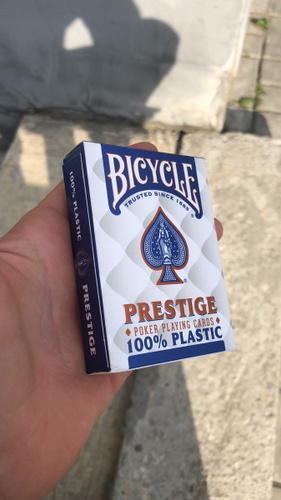 BICYCLE
®
TRUSTED SINCE 1885
PRESTIGE
POKER PLAYING CARDS
100% PLASTIC
100% PLASTIC
PRESTIGE